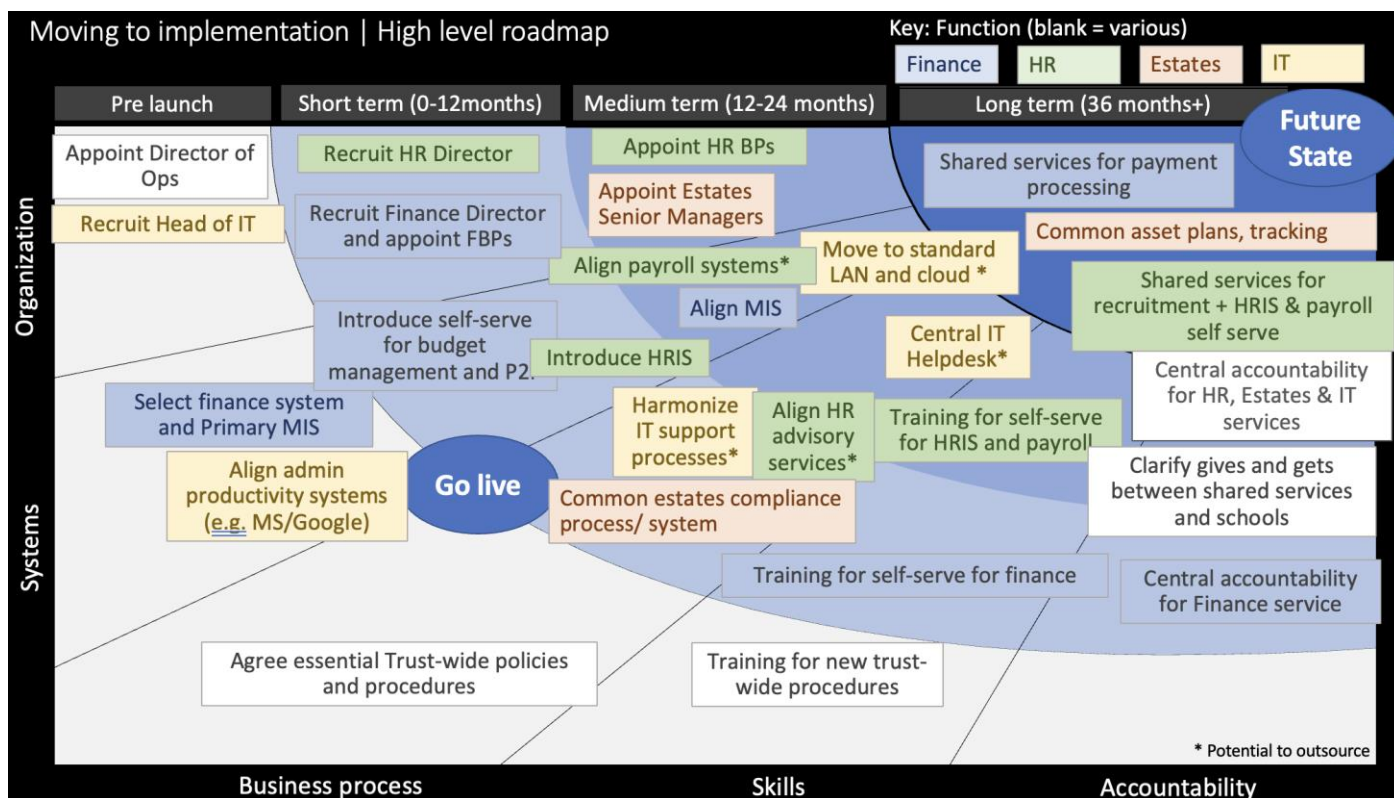 Moving to implementation | High level roadmap
Key: Function (blank = various)
Finance
HR
Estates
IT
Pre launch
Short term (0-12months)
Medium term (12-24 months)
Long term (36 months+)
Future
State
Appoint Director of
Ops
Recruit HR Director
Appoint HR BPs
Shared services for payment
processing
Recruit Head of IT
Recruit Finance Director
and appoint FBPs
Appoint Estates
Senior Managers
Common asset plans, tracking
Align payroll systems*
Move to standard
LAN and cloud *
Shared services for
recruitment + HRIS & payroll
self serve
Organization
Introduce self-serve
for budget
management and P2.
Align MIS
Introduce HRIS
Central IT
Helpdesk*
Central accountability
for HR, Estates & IT
services
Select finance system
and Primary MIS
Harmonize
IT support
processes*
Align HR
advisory
services*
Training for self-serve
for HRIS and payroll
Align admin
productivity systems
(e.g. MS/Google)
Go live
Common estates compliance
process/ system
Clarify gives and gets
between shared services
and schools
Systems
Training for self-serve for finance
Central accountability
for Finance service
Agree essential Trust-wide policies
and procedures
Training for new trust-
wide procedures
* Potential to outsource
Business process
Skills
Accountability